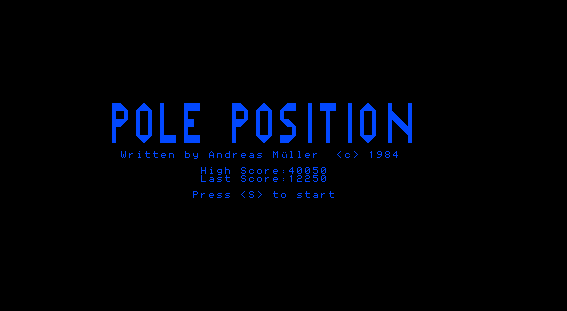 POLE POSITION
Written by Andreas Müller <c> 1984
High Score:40050
Last Score:12250
Press <S> to start